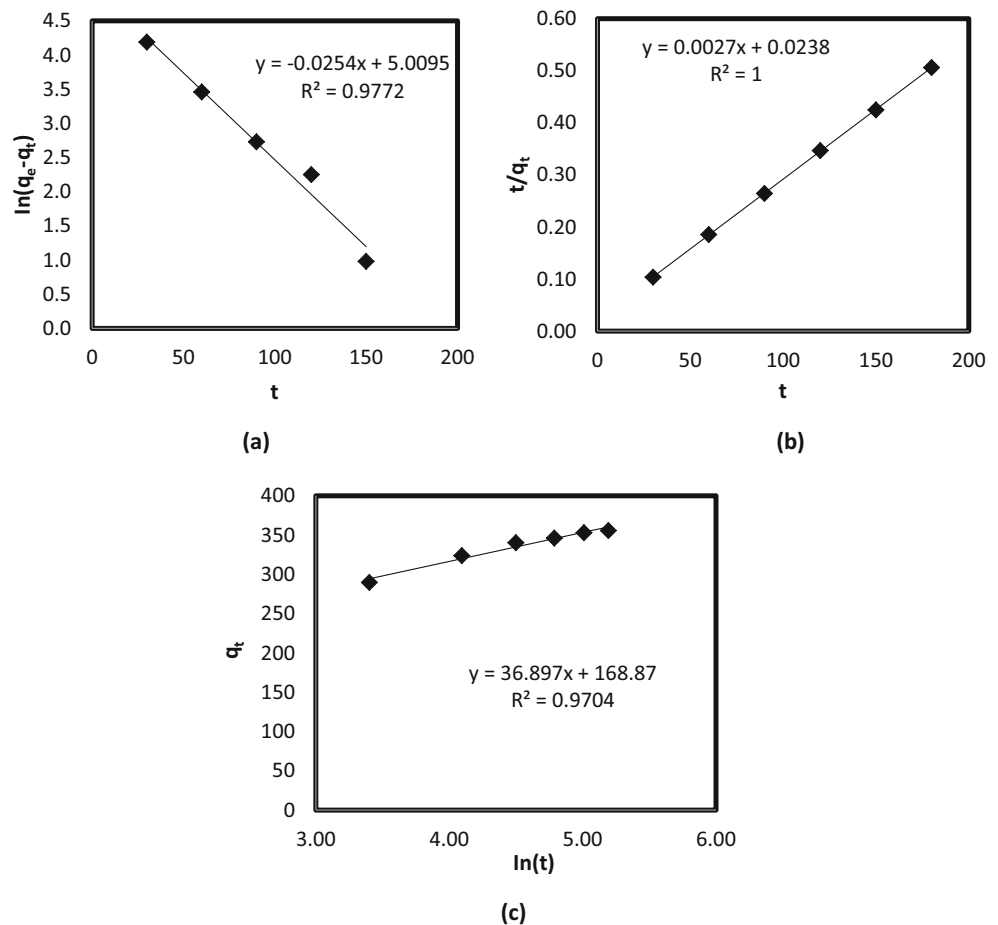 4.5
4.0
3.5
3.0
2.5
2.0
1.5
1.0
0.5
0.0
ln(qₑ-qₜ)
y = -0.0254x + 5.0095
R² = 0.9772
0 50 100 150 200
t
(a)
0.60
0.50
0.40
0.30
0.20
0.10
0.00
t/qₜ
y = 0.0027x + 0.0238
R² = 1
0 50 100 150 200
t
(b)
400
350
300
250
200
150
100
50
0
qₜ
y = 36.897x + 168.87
R² = 0.9704
3.00 4.00 5.00 6.00
ln(t)
(c)